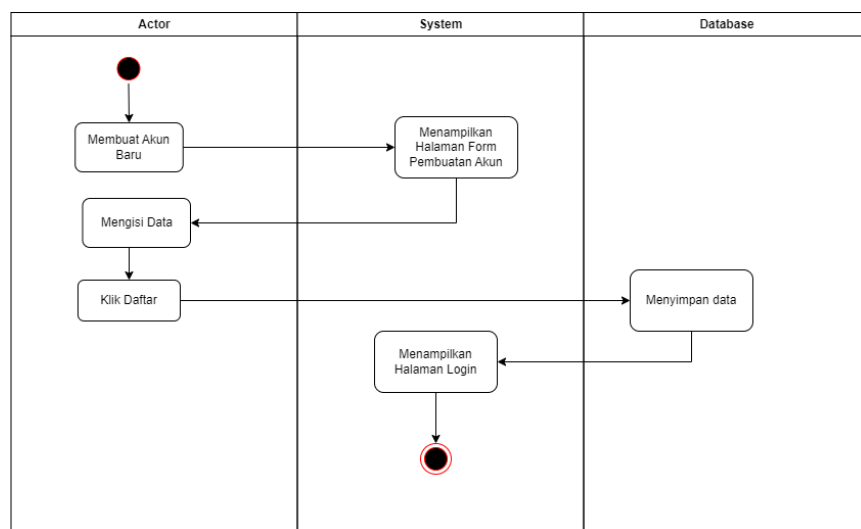 Actor
System
Database
Membuat Akun
Baru
Menampilkan
Halaman Form
Pembuatan Akun
Mengisi Data
Klik Daftar
Menyimpan data
Menampilkan
Halaman Login